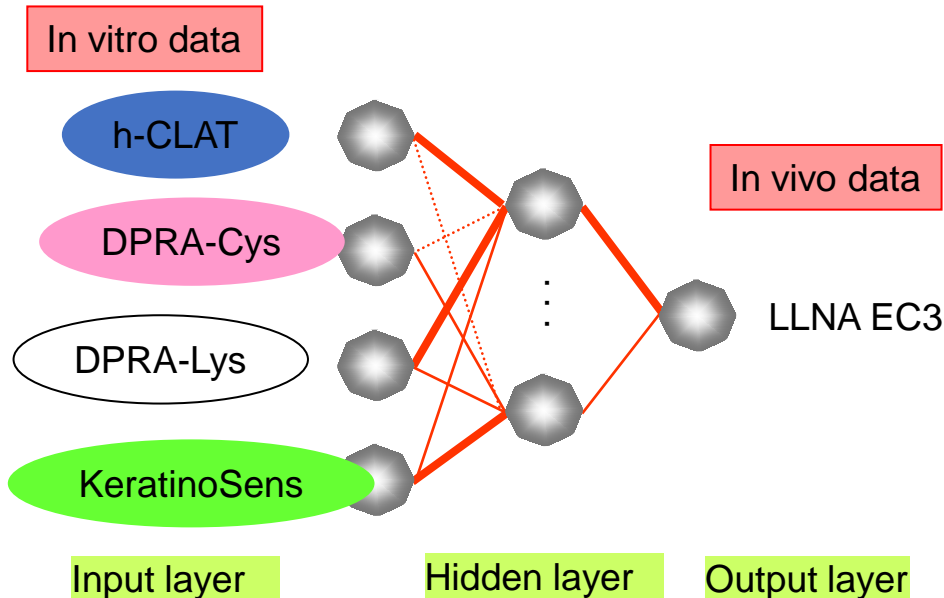 In vitro data
h-CLAT
DPRA-Cys
DPRA-Lys
KeratinoSens
In vivo data
LLNA EC3
Input layer
Hidden layer
Output layer